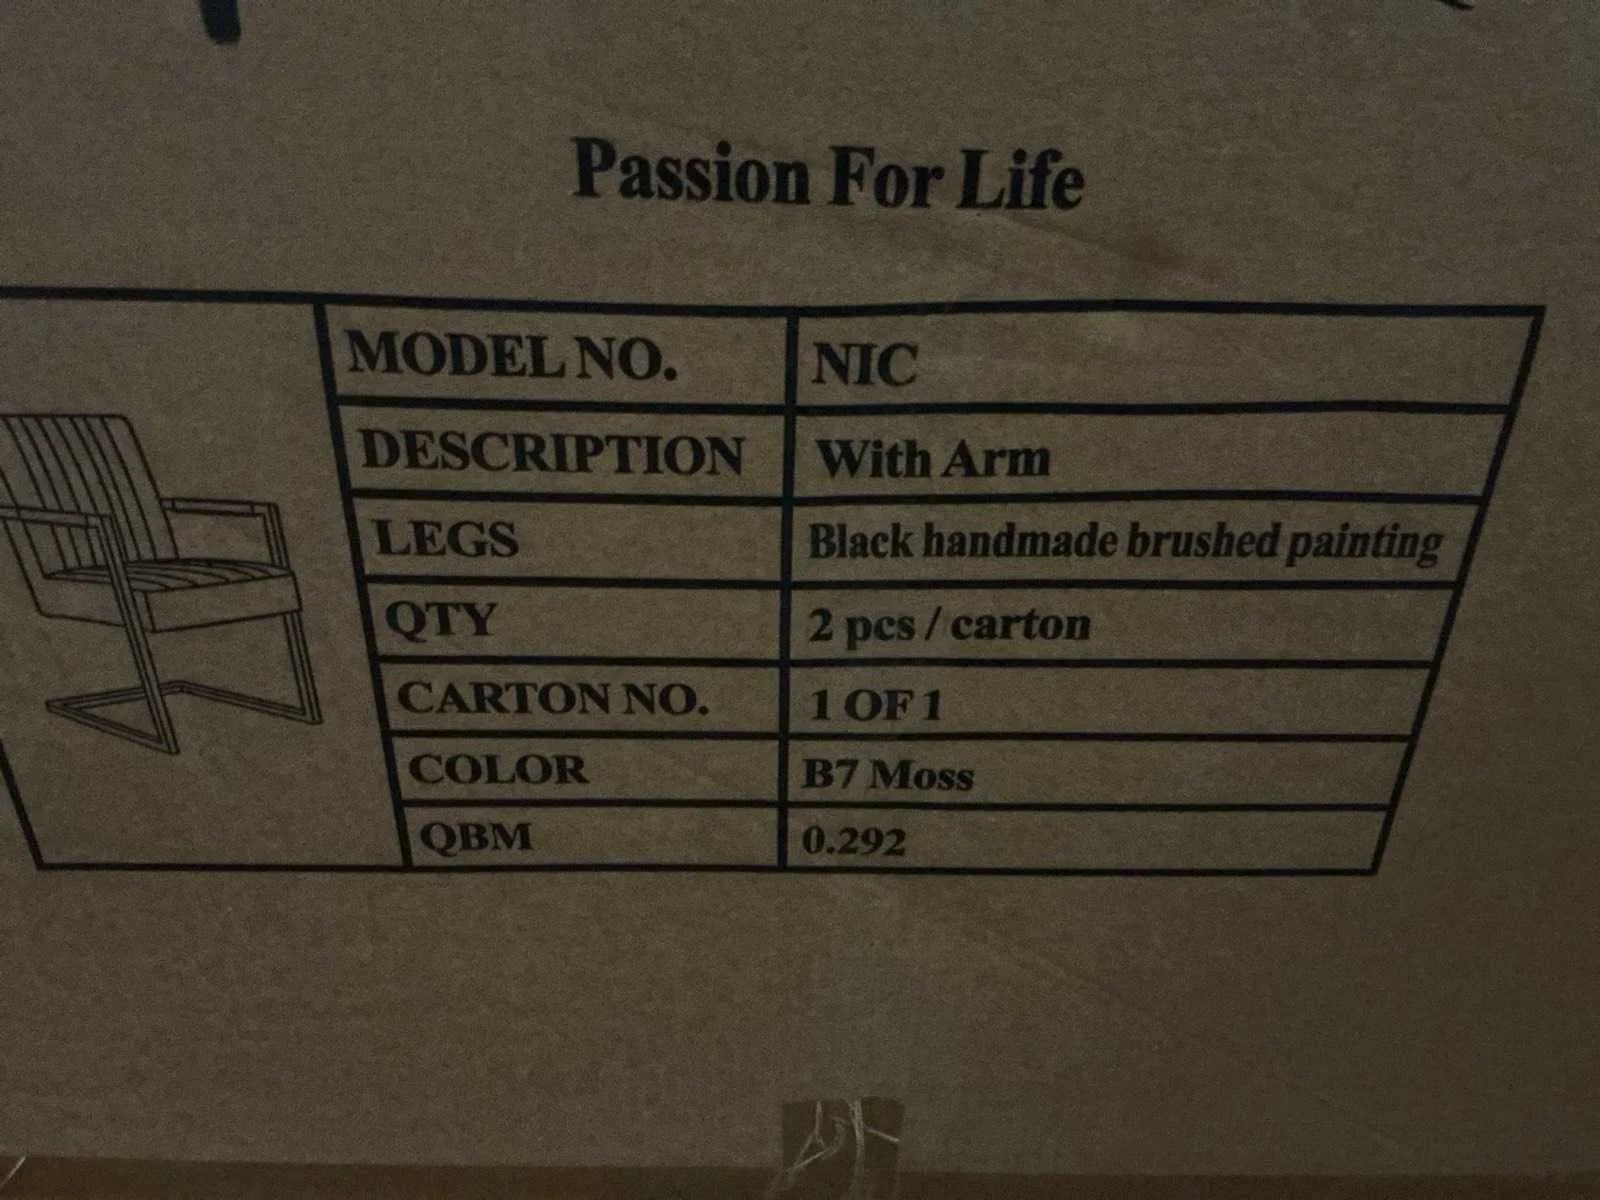 Passion For Life
MODEL NO. NIC
DESCRIPTION With Arm
LEGS Black handmade brushed painting
QTY 2 pcs / carton
CARTON NO. 1 OF 1
COLOR B7 Moss
QBM 0.292